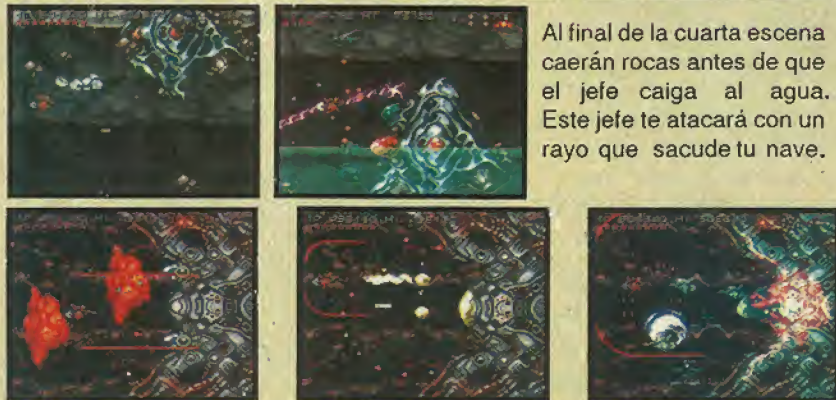 Al final de la cuarta escena
caerán rocas antes de que
el jefe caiga al agua.
Este jefe te atacará con un
rayo que sacude tu nave.